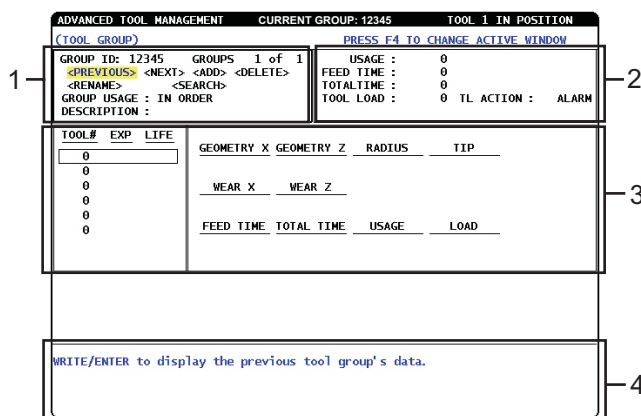 ADVANCED TOOL MANAGEMENT CURRENT GROUP: 12345 TOOL 1 IN POSITION
(TOOL GROUP) PRESS F4 TO CHANGE ACTIVE WINDOW
GROUP ID: 12345 GROUPS 1 of 1
<PREVIOUS> <NEXT> <ADD> <DELETE>
<RENAME> <SEARCH>
GROUP USAGE : IN ORDER
DESCRIPTION :
1
USAGE : 0
FEED TIME : 0
TOTALTIME : 0
TOOL LOAD : 0 TL ACTION : ALARM
2
TOOL# EXP LIFE
0
0
0
0
0
0
GEOMETRY X GEOMETRY Z RADIUS TIP
WEAR X WEAR Z
FEED TIME TOTAL TIME USAGE LOAD
3
WRITE/ENTER to display the previous tool group's data.
4